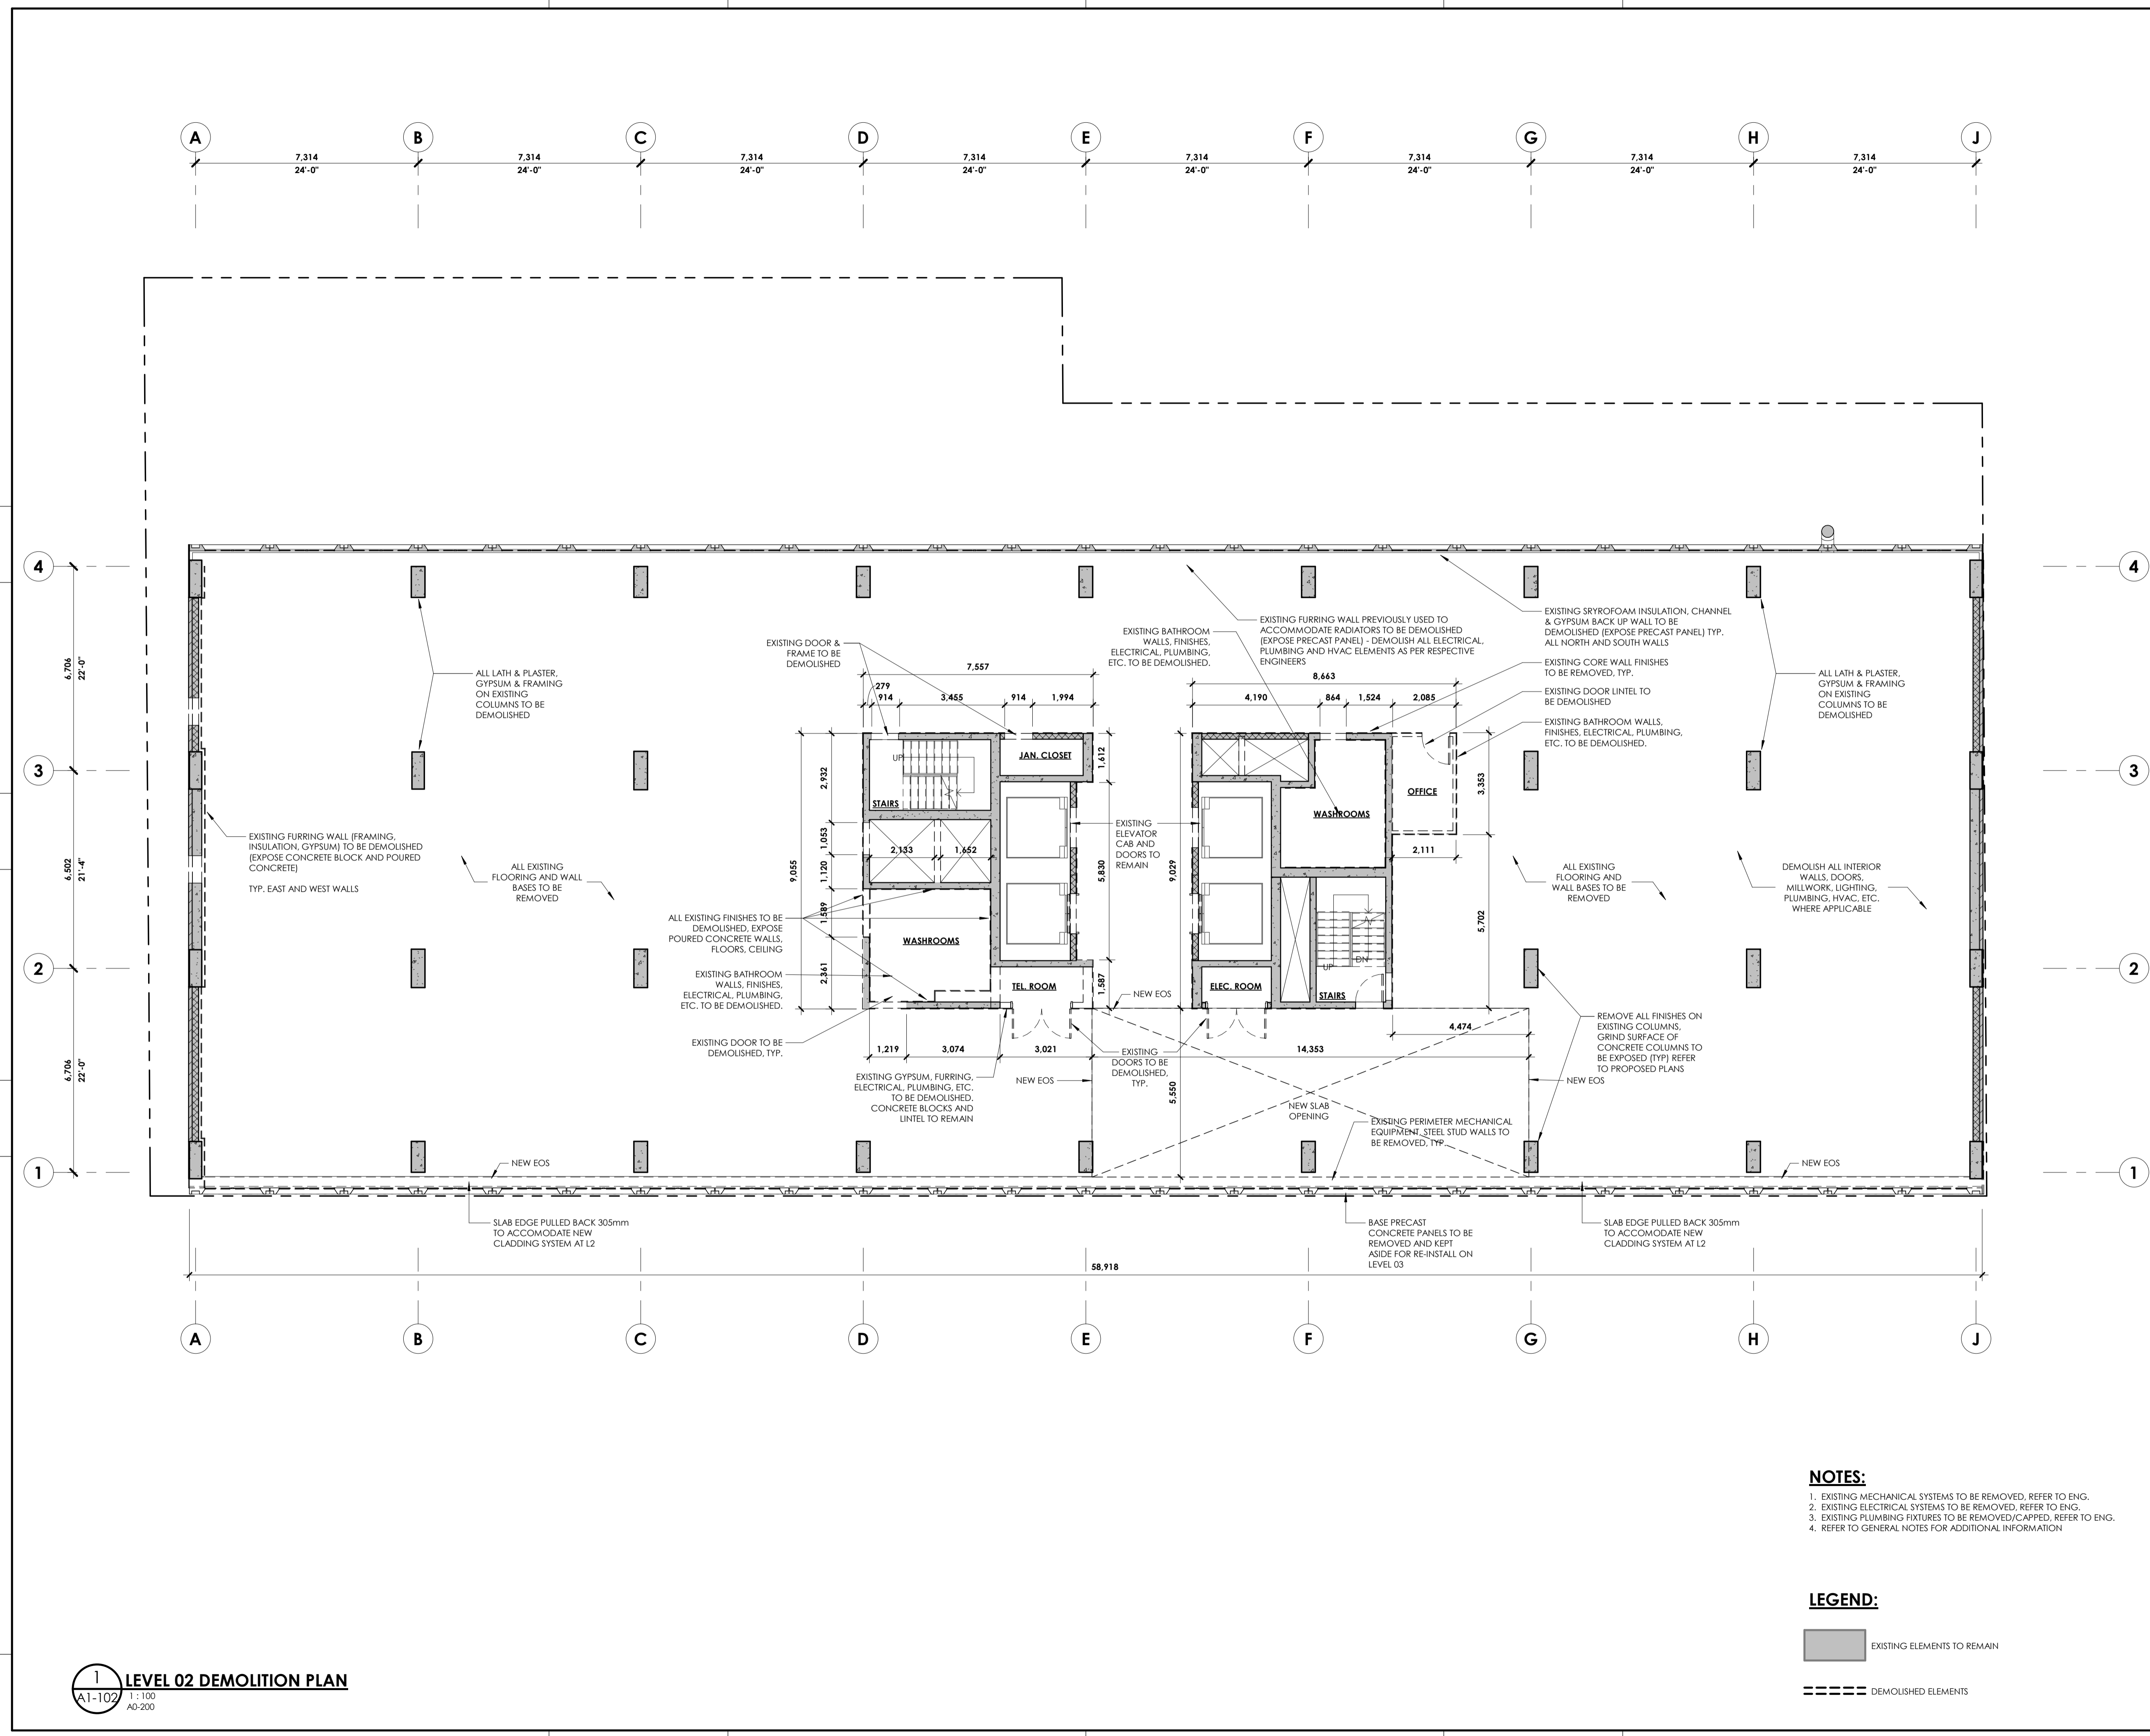 A
B
C
D
E
F
G
H
J
7,314
24'-0"
7,314
24'-0"
7,314
24'-0"
7,314
24'-0"
7,314
24'-0"
7,314
24'-0"
7,314
24'-0"
7,314
24'-0"
4
4
3
3
2
2
1
1
6,706
22'-0"
6,502
21'-4"
6,706
22'-0"
ALL LATH & PLASTER,
GYPSUM & FRAMING
ON EXISTING
COLUMNS TO BE
DEMOLISHED
EXISTING FURRING WALL (FRAMING,
INSULATION, GYPSUM) TO BE DEMOLISHED
(EXPOSE CONCRETE BLOCK AND POURED
CONCRETE)
TYP. EAST AND WEST WALLS
ALL EXISTING
FLOORING AND WALL
BASES TO BE
REMOVED
EXISTING DOOR &
FRAME TO BE
DEMOLISHED
7,557
279
914
3,455
914
1,994
9,055
2,932
1,053
1,120
1,589
2,361
UP
STAIRS
JAN. CLOSET
1,612
2,133
1,652
5,830
9,029
1,587
EXISTING
ELEVATOR
CAB AND
DOORS TO
REMAIN
ALL EXISTING FINISHES TO BE
DEMOLISHED, EXPOSE
POURED CONCRETE WALLS,
FLOORS, CEILING
WASHROOMS
EXISTING BATHROOM
WALLS, FINISHES,
ELECTRICAL, PLUMBING,
ETC. TO BE DEMOLISHED.
TEL. ROOM
NEW EOS
EXISTING DOOR TO BE
DEMOLISHED, TYP.
1,219
3,074
3,021
14,353
EXISTING GYPSUM, FURRING,
ELECTRICAL, PLUMBING, ETC.
TO BE DEMOLISHED.
CONCRETE BLOCKS AND
LINTEL TO REMAIN
NEW EOS
EXISTING
DOORS TO BE
DEMOLISHED,
TYP.
5,550
EXISTING BATHROOM
WALLS, FINISHES,
ELECTRICAL, PLUMBING,
ETC. TO BE DEMOLISHED.
EXISTING FURRING WALL PREVIOUSLY USED TO
ACCOMMODATE RADIATORS TO BE DEMOLISHED
(EXPOSE PRECAST PANEL) - DEMOLISH ALL ELECTRICAL,
PLUMBING AND HVAC ELEMENTS AS PER RESPECTIVE
ENGINEERS
8,663
4,190
864
1,524
2,085
EXISTING SRYROFOAM INSULATION, CHANNEL
& GYPSUM BACK UP WALL TO BE
DEMOLISHED (EXPOSE PRECAST PANEL) TYP.
ALL NORTH AND SOUTH WALLS
EXISTING CORE WALL FINISHES
TO BE REMOVED, TYP.
EXISTING DOOR LINTEL TO
BE DEMOLISHED
EXISTING BATHROOM WALLS,
FINISHES, ELECTRICAL, PLUMBING,
ETC. TO BE DEMOLISHED.
ALL LATH & PLASTER,
GYPSUM & FRAMING
ON EXISTING
COLUMNS TO BE
DEMOLISHED
OFFICE
3,353
WASHROOMS
2,111
5,702
ALL EXISTING
FLOORING AND
WALL BASES TO BE
REMOVED
DEMOLISH ALL INTERIOR
WALLS, DOORS,
MILLWORK, LIGHTING,
PLUMBING, HVAC, ETC.
WHERE APPLICABLE
UP
DN
ELEC. ROOM
STAIRS
4,474
REMOVE ALL FINISHES ON
EXISTING COLUMNS,
GRIND SURFACE OF
CONCRETE COLUMNS TO
BE EXPOSED (TYP) REFER
TO PROPOSED PLANS
NEW EOS
NEW SLAB
OPENING
EXISTING PERIMETER MECHANICAL
EQUIPMENT, STEEL STUD WALLS TO
BE REMOVED, TYP.
NEW EOS
NEW EOS
SLAB EDGE PULLED BACK 305mm
TO ACCOMODATE NEW
CLADDING SYSTEM AT L2
BASE PRECAST
CONCRETE PANELS TO BE
REMOVED AND KEPT
ASIDE FOR RE-INSTALL ON
LEVEL 03
SLAB EDGE PULLED BACK 305mm
TO ACCOMODATE NEW
CLADDING SYSTEM AT L2
58,918
A
B
C
D
E
F
G
H
J
NOTES:
1. EXISTING MECHANICAL SYSTEMS TO BE REMOVED, REFER TO ENG.
2. EXISTING ELECTRICAL SYSTEMS TO BE REMOVED, REFER TO ENG.
3. EXISTING PLUMBING FIXTURES TO BE REMOVED/CAPPED, REFER TO ENG.
4. REFER TO GENERAL NOTES FOR ADDITIONAL INFORMATION
LEGEND:
EXISTING ELEMENTS TO REMAIN
DEMOLISHED ELEMENTS
1
A1-102
LEVEL 02 DEMOLITION PLAN
1 : 100
A0-200